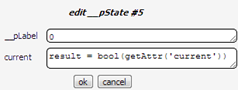 edit __pState #5
__pLabel 0
current result = bool(getAttr('current'))
ok cancel